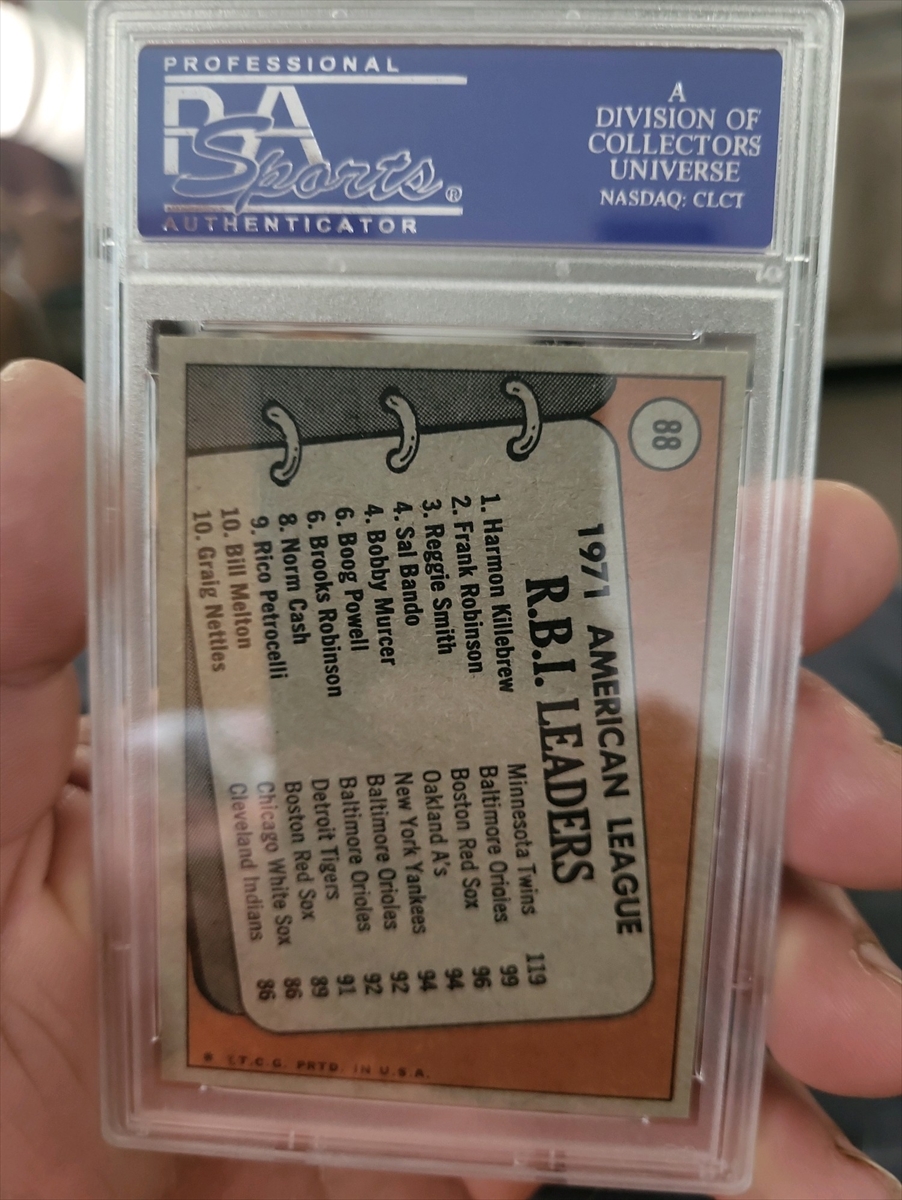 PROFESSIONAL
PSA
Sports®
AUTHENTICATOR
A
DIVISION OF
COLLECTORS
UNIVERSE
NASDAQ: CLCT
88
1971 AMERICAN LEAGUE
R.B.I. LEADERS
1. Harmon Killebrew Minnesota Twins 119
2. Frank Robinson Baltimore Orioles 99
3. Reggie Smith Boston Red Sox 96
4. Sal Bando Oakland A's 94
4. Bobby Murcer New York Yankees 94
6. Boog Powell Baltimore Orioles 92
6. Brooks Robinson Baltimore Orioles 92
8. Norm Cash Detroit Tigers 91
9. Rico Petrocelli Boston Red Sox 89
10. Bill Melton Chicago White Sox 86
10. Graig Nettles Cleveland Indians 86
T.C.G. PRTD. IN U.S.A.